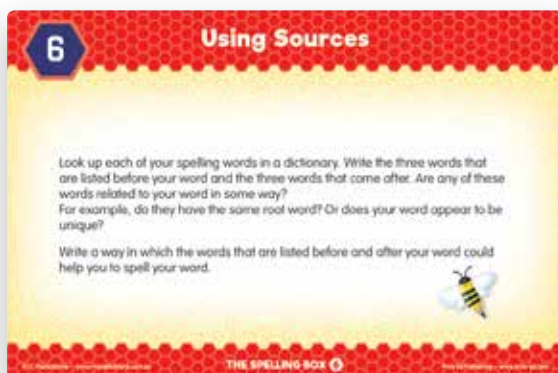 6
Using Sources
Look up each of your spelling words in a dictionary. Write the three words that
are listed before your word and the three words that come after. Are any of these
words related to your word in some way?
For example, do they have the same root word? Or does your word appear to be
unique?
Write a way in which the words that are listed before and after your word could
help you to spell your word.
THE SPELLING BOX 6